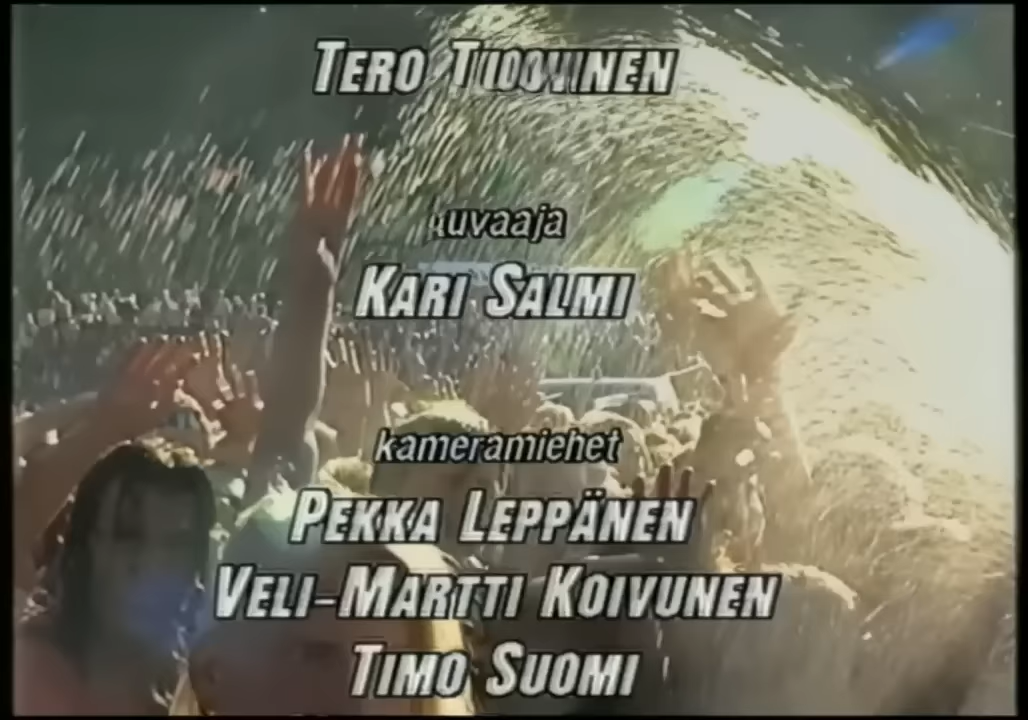 TERO
kuvaaja
KARI SALMI
kameramiehet
PEKKA LEPPÄNEN
VELI-MARTTI KOIVUNEN
TIMO SUOMI